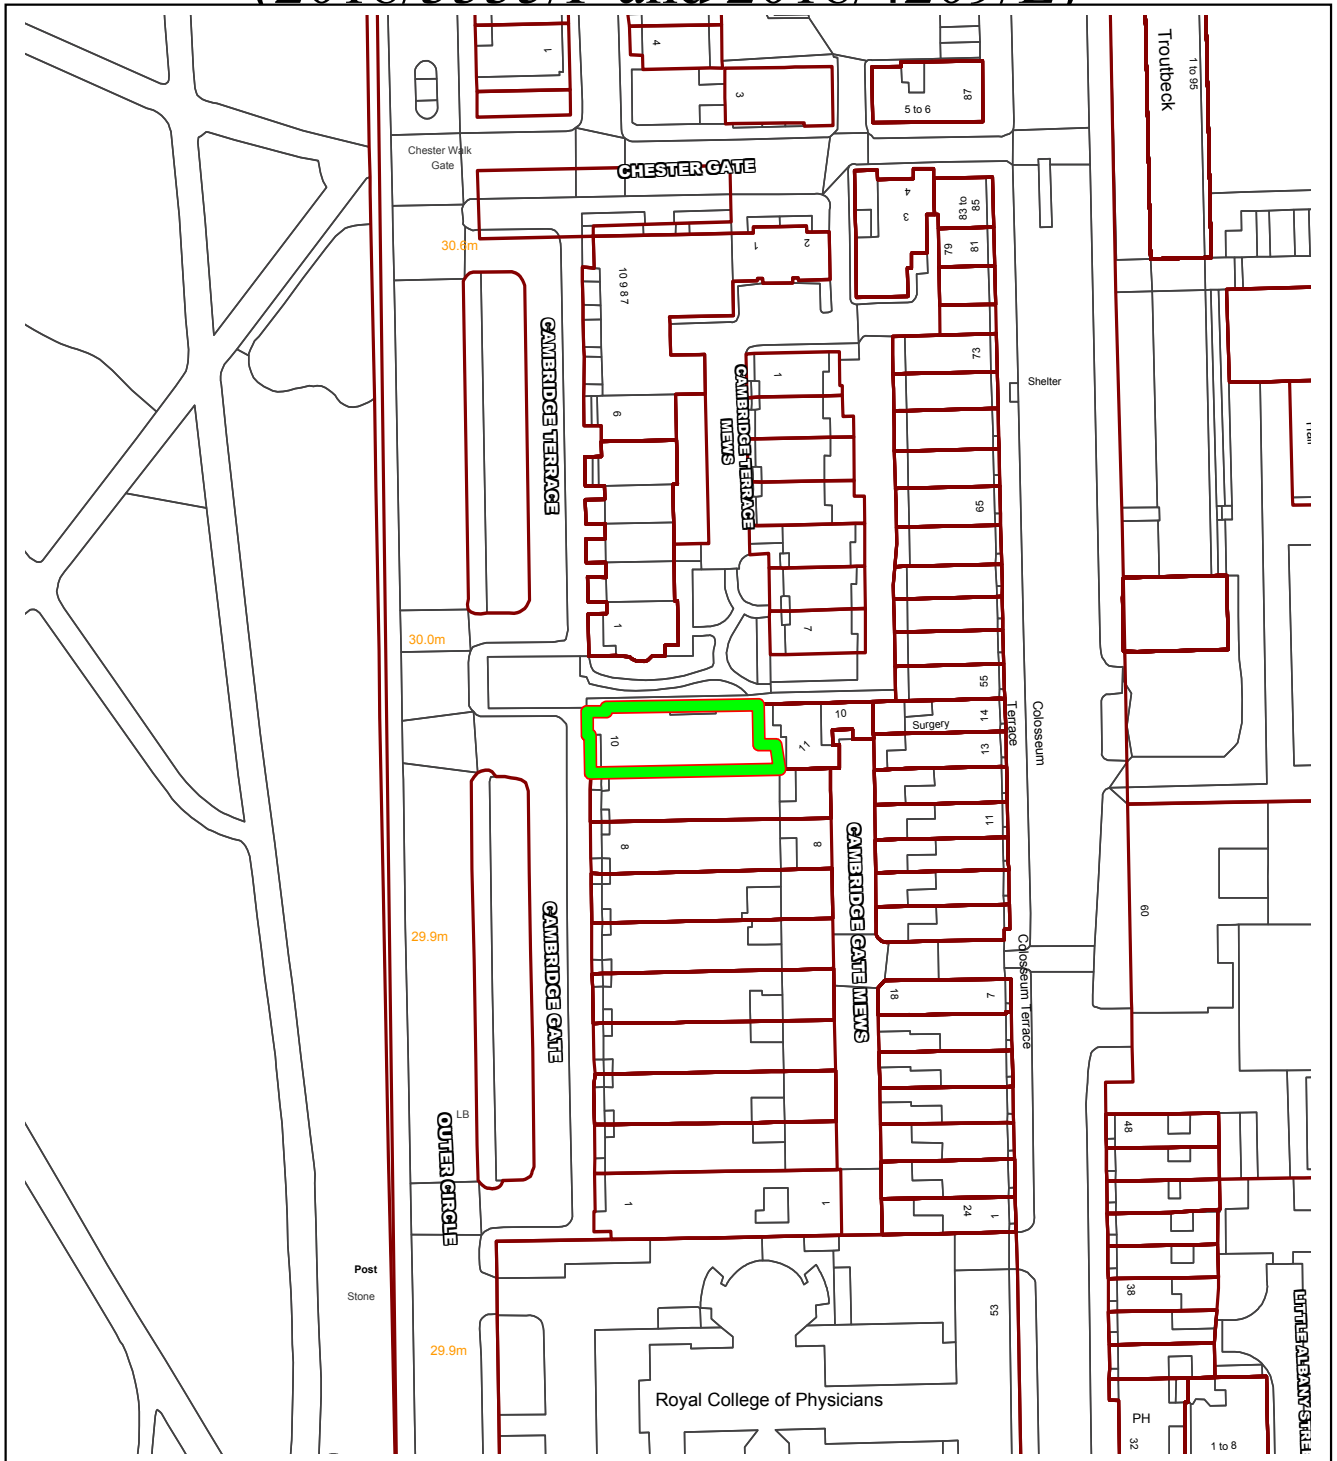 1
4
3
5 to 6
87
Troutbeck
1 to 95
Chester Walk
Gate
CHESTER GATE
30.6m
4
3
83 to
85
79
81
1
2
10 9 8 7
CAMBRIDGE TERRACE
6
CAMBRIDGE TERRACE
MEWS
1
73
Shelter
65
30.0m
1
7
55
10
10
11
Surgery
14
13
Terrace
Colosseum
11
8
8
CAMBRIDGE GATE MEWS
60
29.9m
CAMBRIDGE GATE
Colosseum Terrace
18
7
LB
OUTER CIRCLE
48
1
1
24
1
Post
Stone
53
38
29.9m
Royal College of Physicians
PH
32
1 to 8